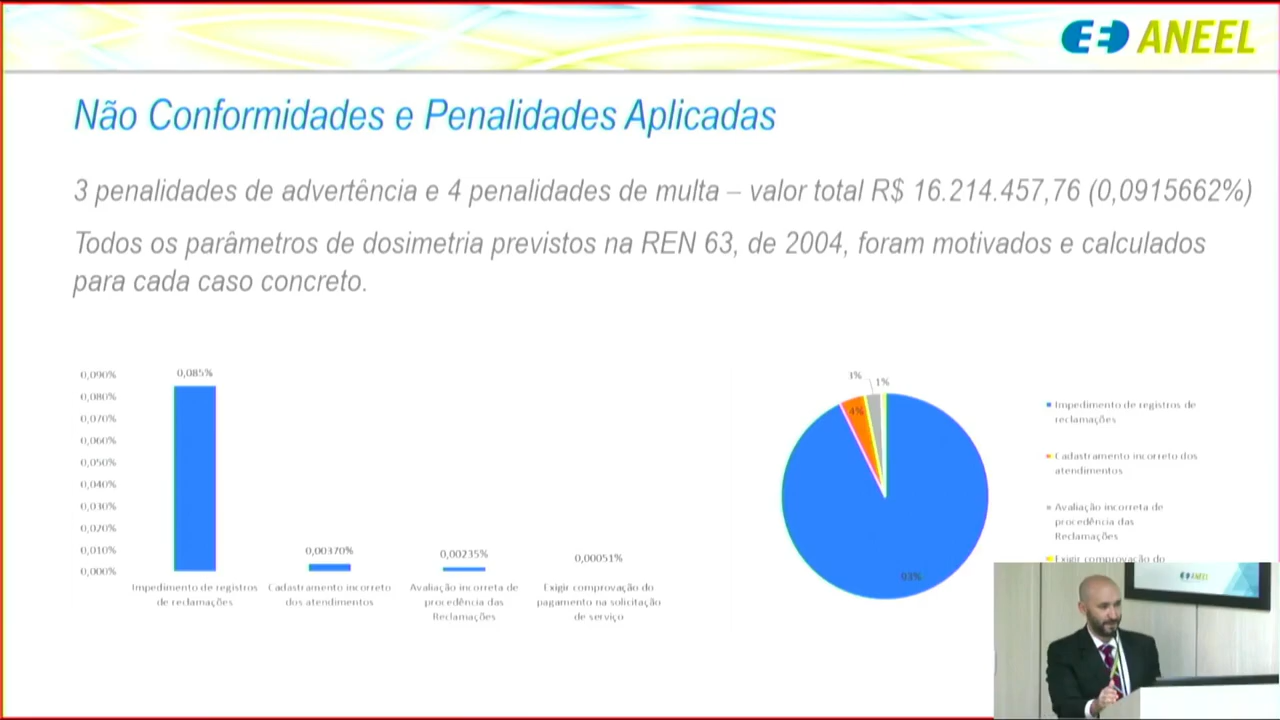 ANEEL
Não Conformidades e Penalidades Aplicadas
3 penalidades de advertência e 4 penalidades de multa – valor total R$ 16.214.457,76 (0,0915662%)
Todos os parâmetros de dosimetria previstos na REN 63, de 2004, foram motivados e calculados
para cada caso concreto.
0,090%
0,080%
0,070%
0,060%
0,050%
0,040%
0,030%
0,020%
0,010%
0,000%
0,085%
0,00370%
0,00235%
0,00051%
Impedimento de registros
de reclamações
Cadastramento incorreto
dos atendimentos
Avaliação incorreta de
procedência das
Reclamações
Exigir comprovação do
pagamento na solicitação
de serviço
3%
1%
4%
93%
Impedimento de registros de
reclamações
Cadastramento incorreto dos
atendimentos
Avaliação incorreta de
procedência das
Reclamações
Exigir comprovação do
ANEEL